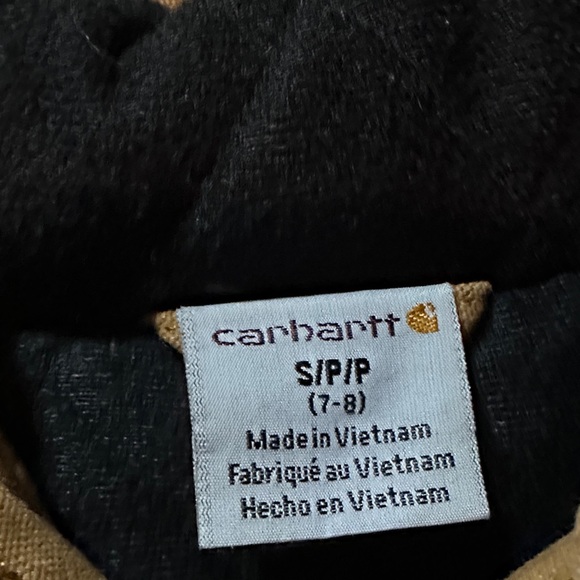 carhartt
S/P/P
(7-8)
Made in Vietnam
Fabriqué au Vietnam
Hecho en Vietnam